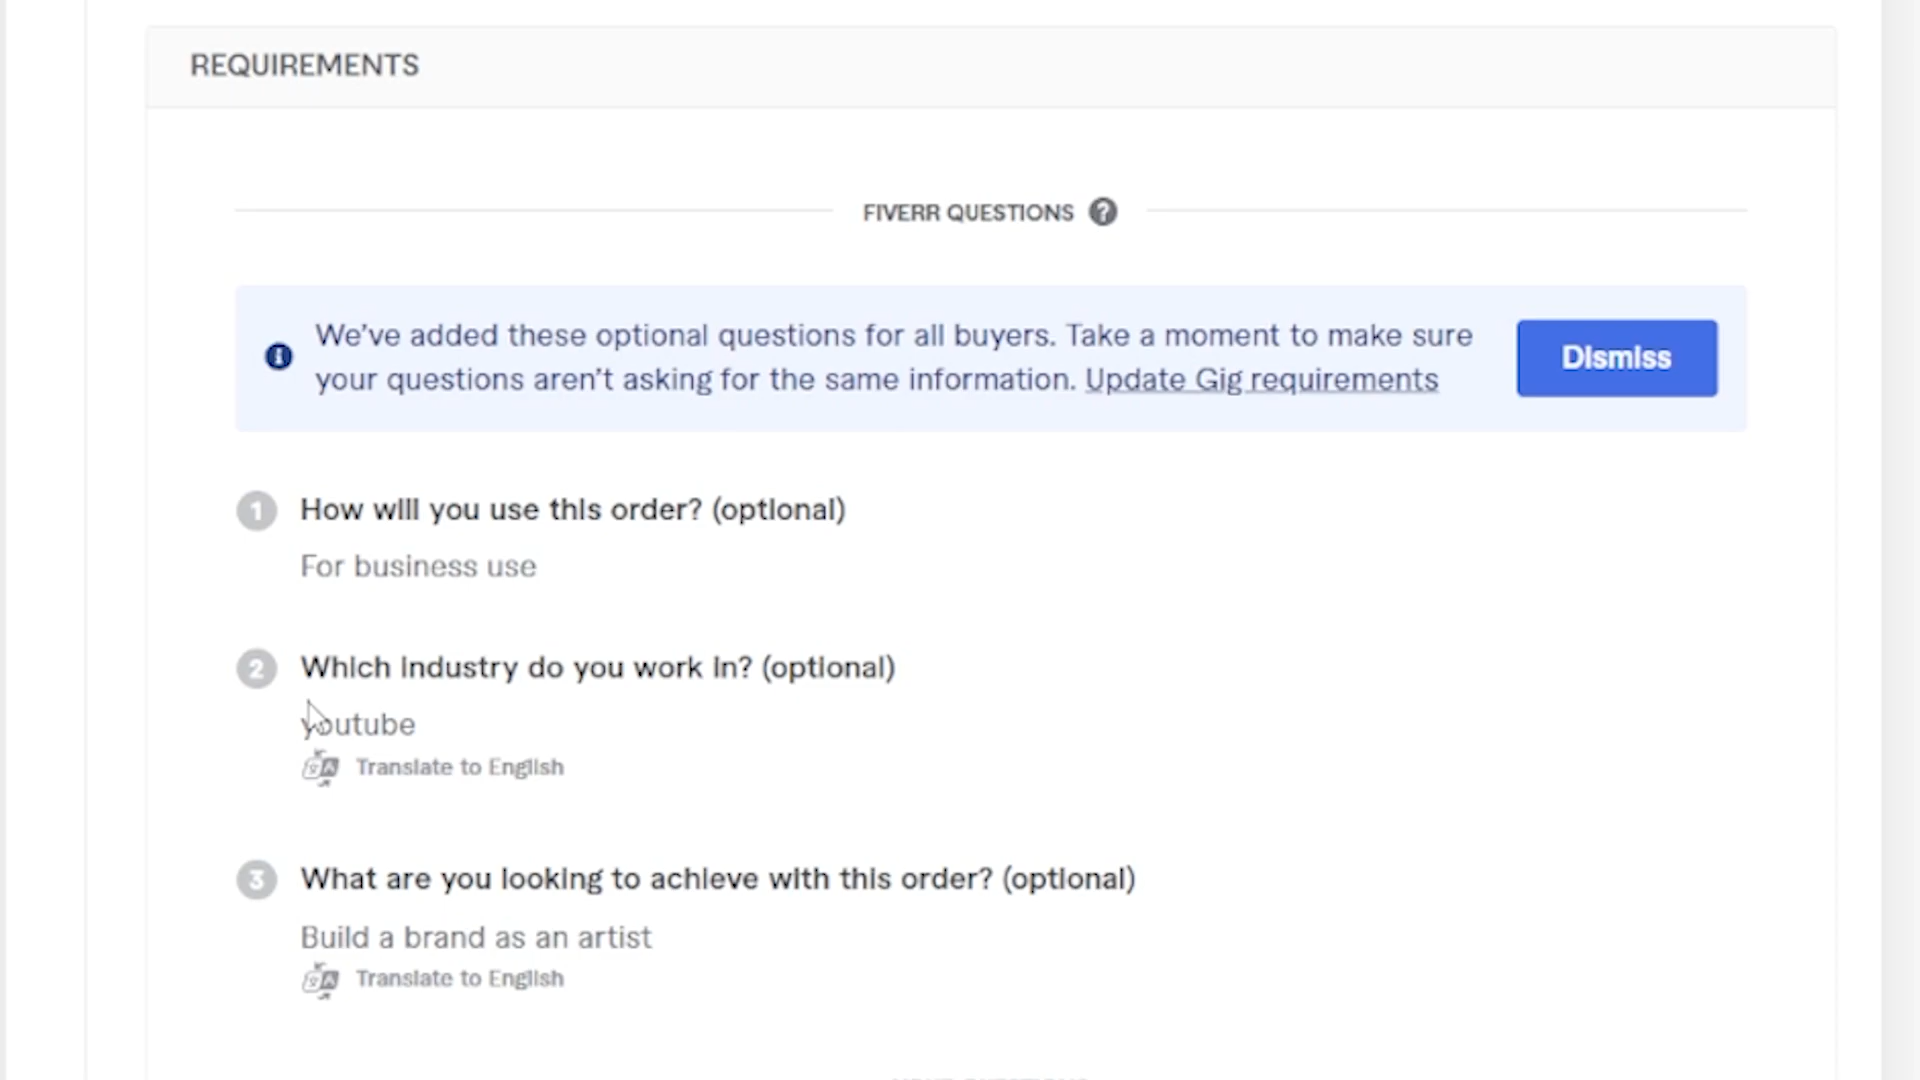 REQUIREMENTS
FIVERR QUESTIONS
We've added these optional questions for all buyers. Take a moment to make sure
your questions aren't asking for the same information. Update Gig requirements
Dismiss
1 How will you use this order? (optional)
For business use
2 Which industry do you work in? (optional)
youtube
Translate to English
3 What are you looking to achieve with this order? (optional)
Build a brand as an artist
Translate to English